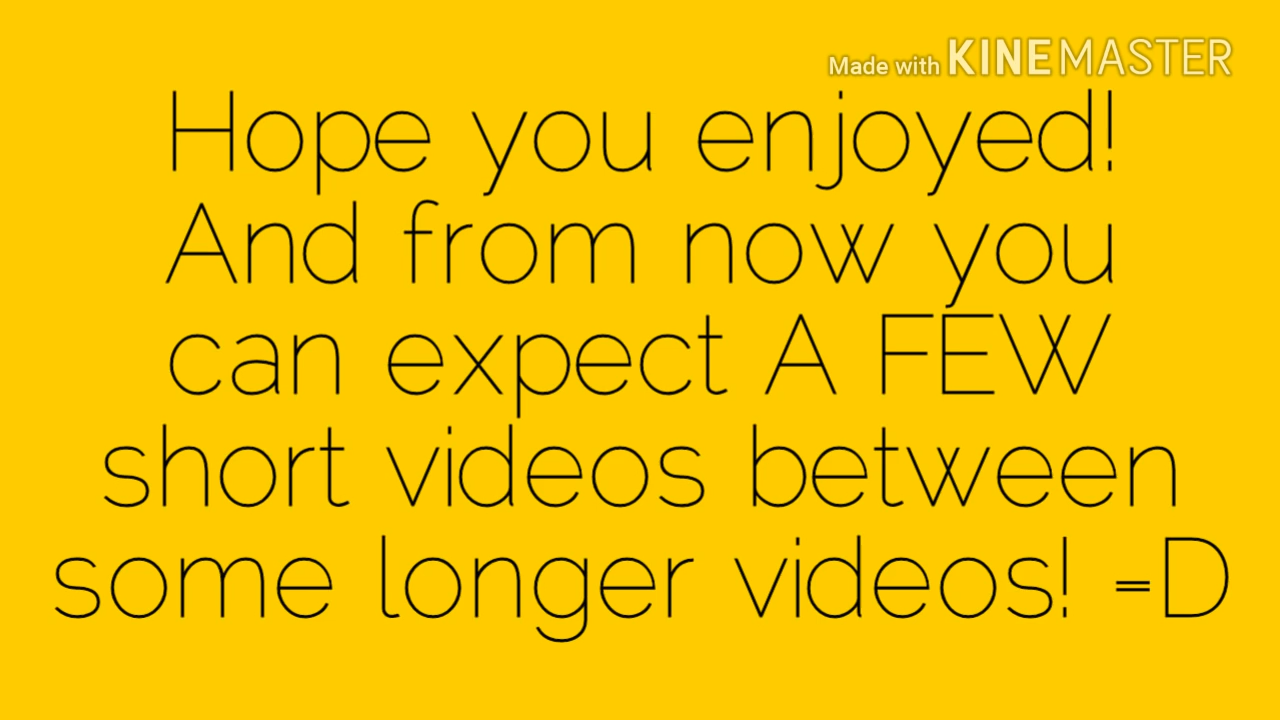 Made with KINEMASTER
Hope you enjoyed!
And from now you
can expect A FEW
short videos between
some longer videos! =D